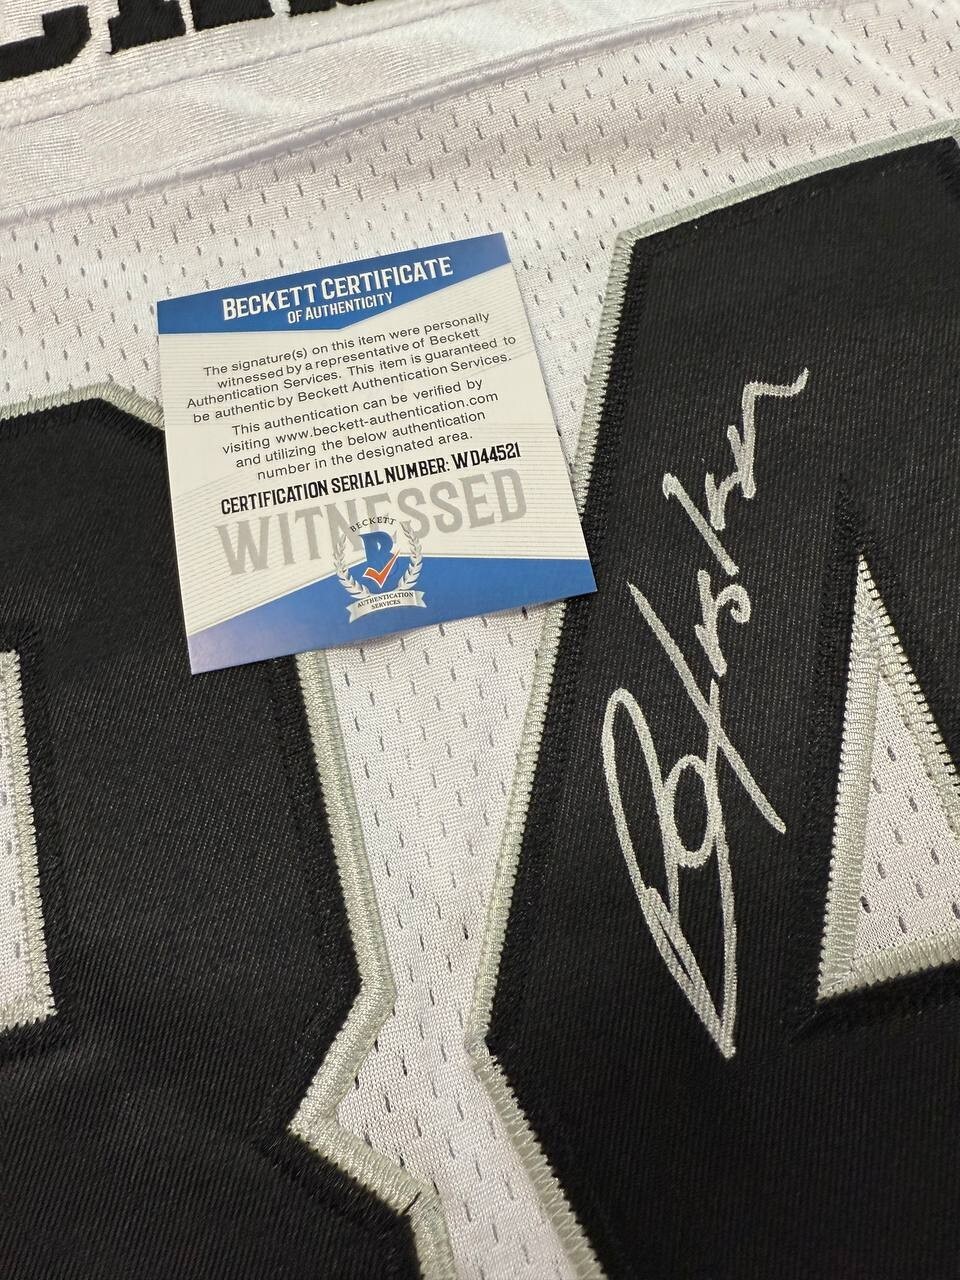 BECKETT CERTIFICATE
OF AUTHENTICITY
The signature(s) on this item were personally
witnessed by a representative of Beckett
Authentication Services. This item is guaranteed to
be authentic by Beckett Authentication Services.
This authentication can be verified by
visiting www.beckett-authentication.com
and utilizing the below authentication
number in the designated area.
CERTIFICATION SERIAL NUMBER: WD44521
WITNESSED
BECKETT
B
AUTHENTICATION
SERVICES